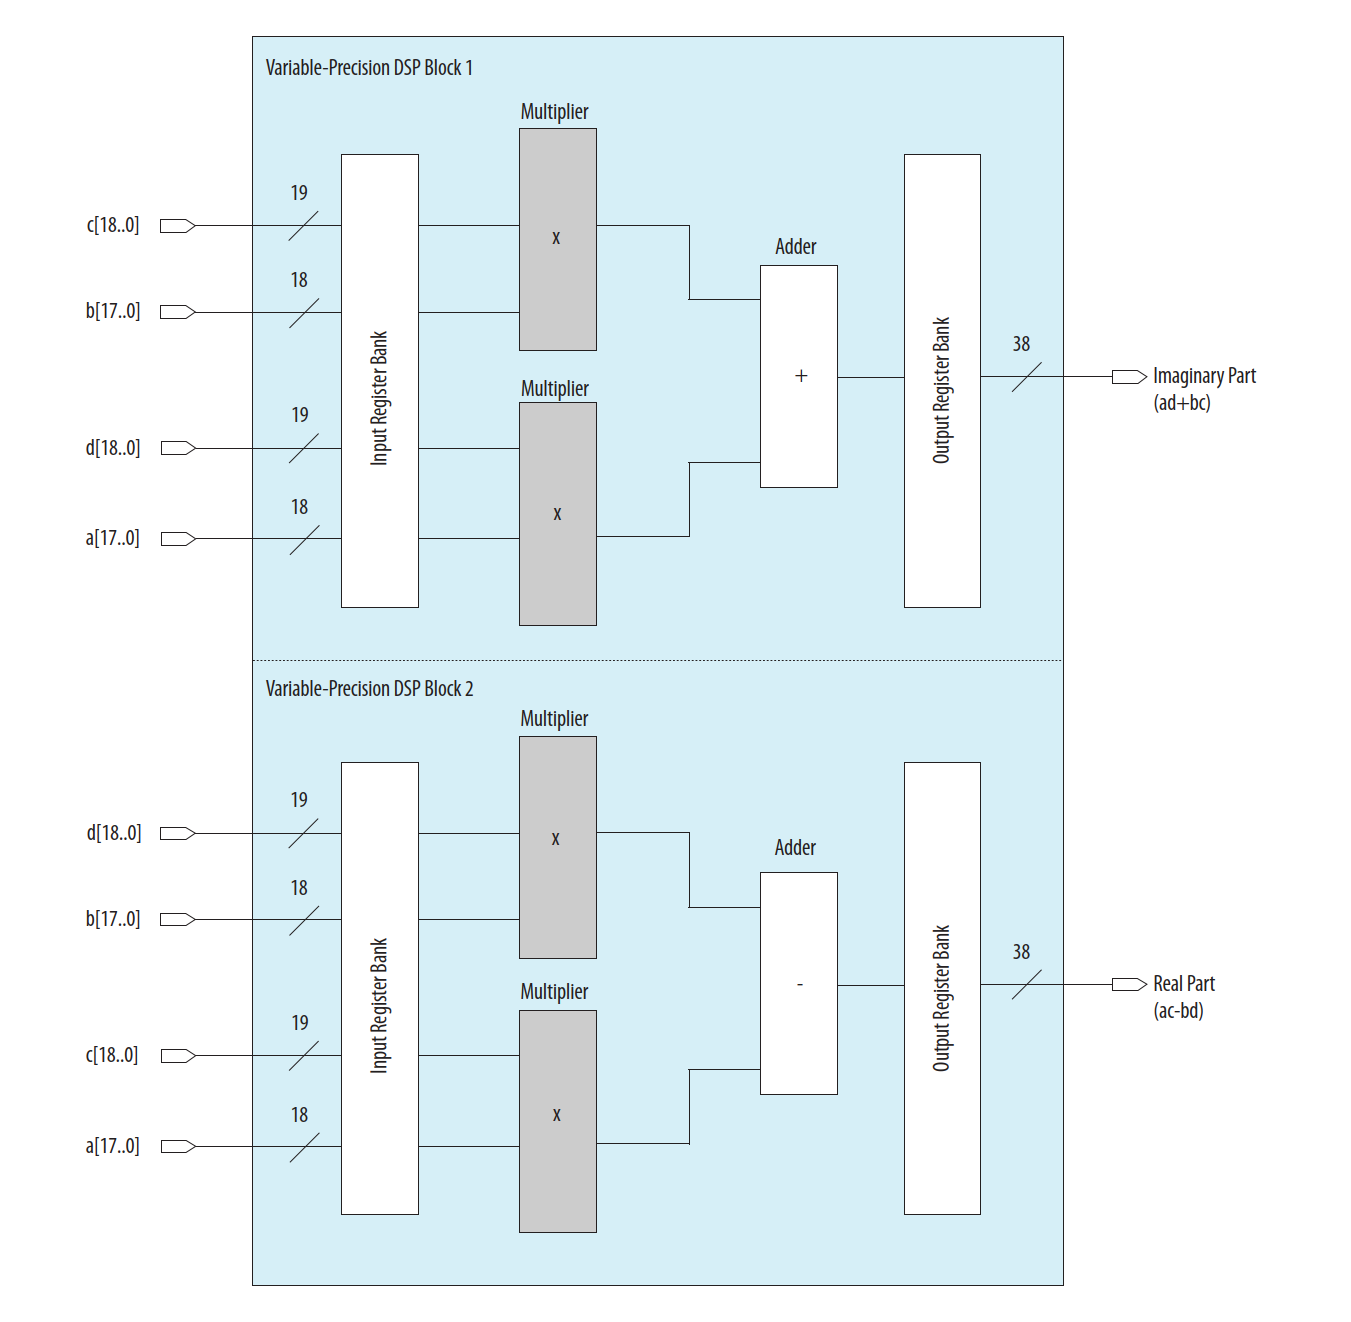 Variable-Precision DSP Block 1
Multiplier
19
c[18..0]
x
Adder
18
b[17..0]
Input Register Bank
Output Register Bank
38
+
Imaginary Part
(ad+bc)
Multiplier
19
d[18..0]
18
x
a[17..0]
Variable-Precision DSP Block 2
Multiplier
19
d[18..0]
x
Adder
18
b[17..0]
Input Register Bank
Output Register Bank
38
-
Real Part
(ac-bd)
Multiplier
19
c[18..0]
18
x
a[17..0]